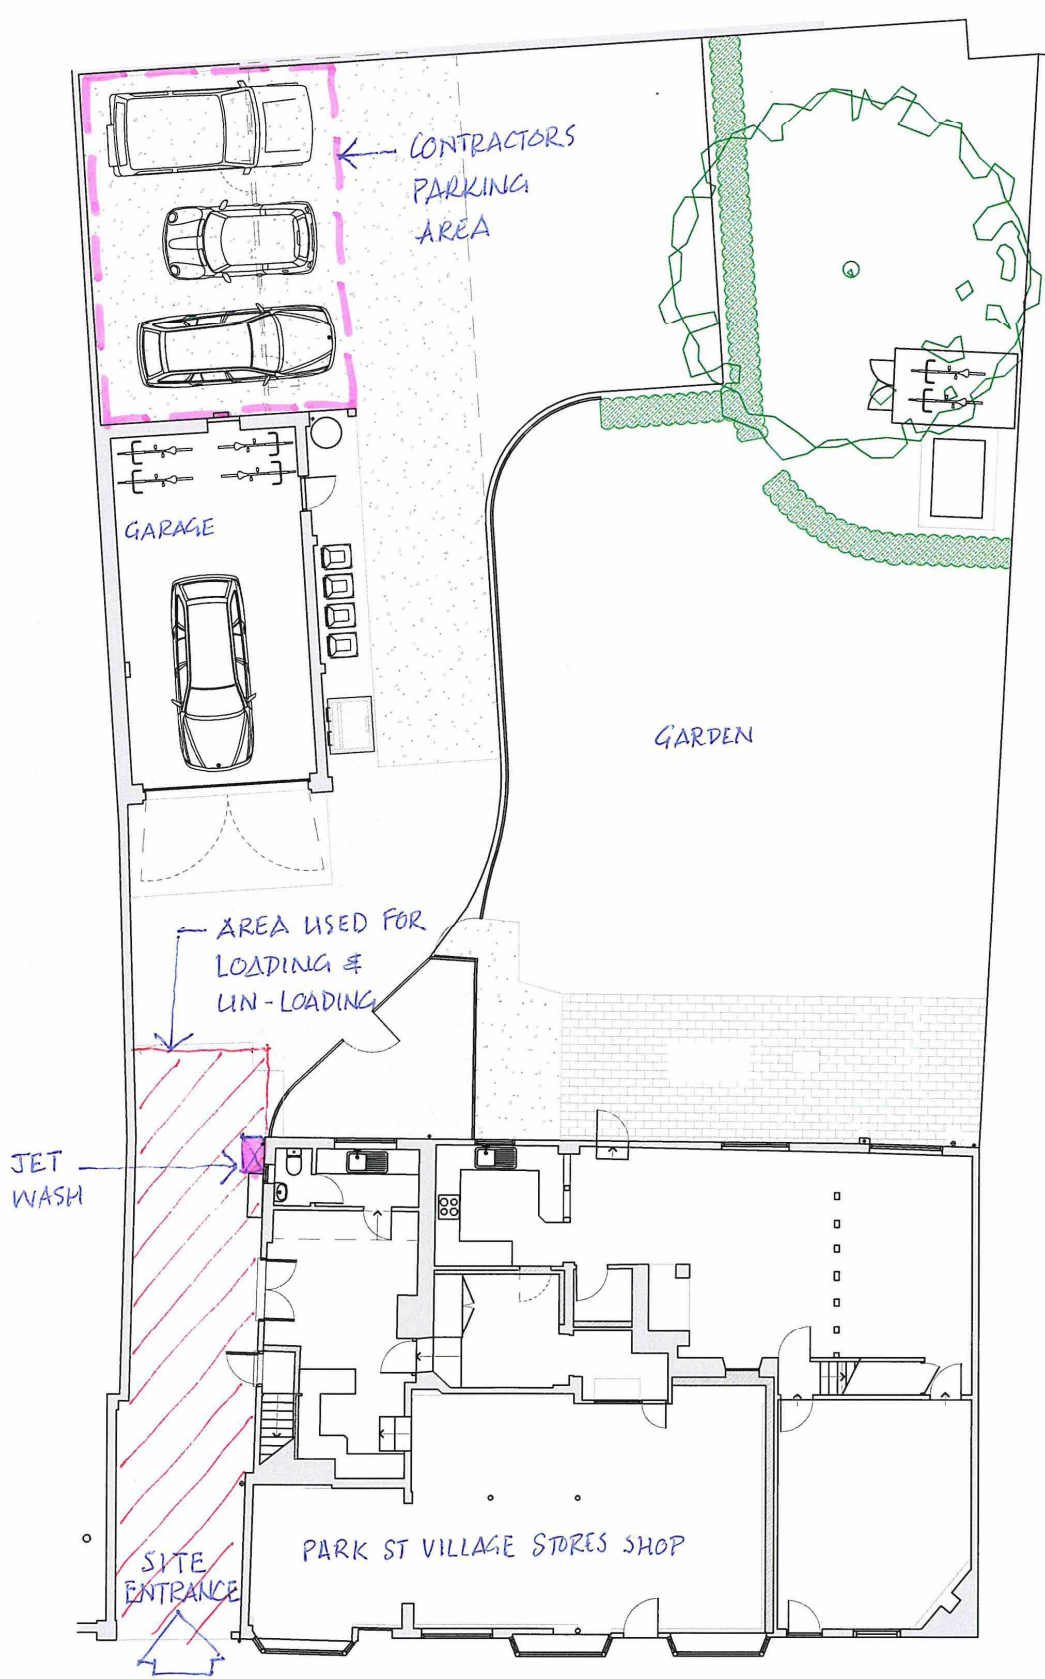 CONTRACTORS
PARKING
AREA
GARAGE
GARDEN
AREA USED FOR
LOADING &
UN-LOADING
JET
WASH
PARK ST VILLAGE STORES SHOP
SITE
ENTRANCE